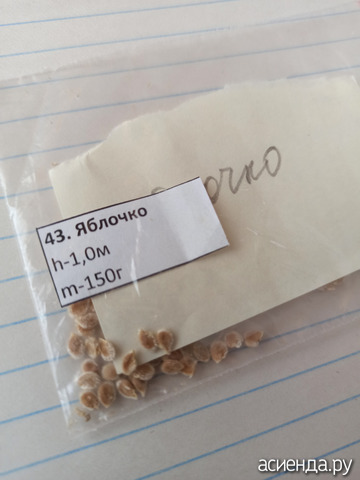 43. Яблочко
h-1,0м
m-150г
асиенда.ру